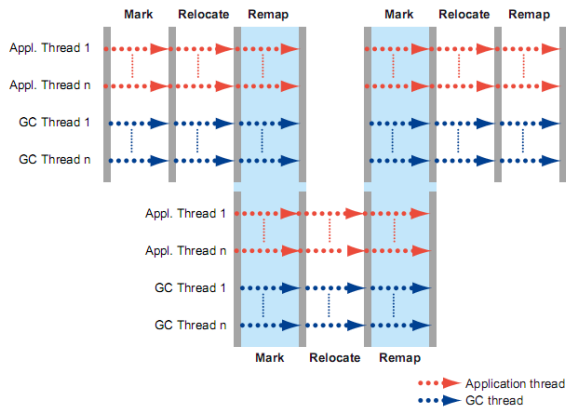 Mark Relocate Remap Mark Relocate Remap
Appl. Thread 1
Appl. Thread n
GC Thread 1
GC Thread n
Appl. Thread 1
Appl. Thread n
GC Thread 1
GC Thread n
Mark Relocate Remap
Application thread
GC thread